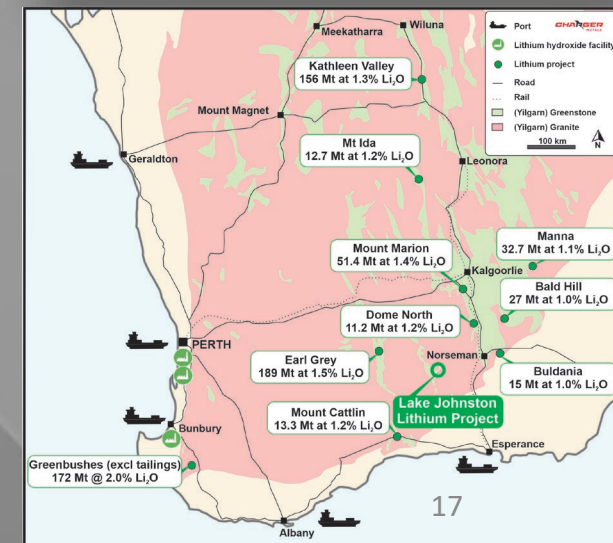 Meekatharra
Wiluna
Port
CHARGER
METALS
Lithium hydroxide facility
Lithium project
Road
Rail
(Yilgarn) Greenstone
(Yilgarn) Granite
100 km
N
Kathleen Valley
156 Mt at 1.3% Li₂O
Mount Magnet
Mt Ida
12.7 Mt at 1.2% Li₂O
Geraldton
Leonora
Mount Marion
51.4 Mt at 1.4% Li₂O
Manna
32.7 Mt at 1.1% Li₂O
Kalgoorlie
Bald Hill
27 Mt at 1.0% Li₂O
Dome North
11.2 Mt at 1.2% Li₂O
PERTH
Earl Grey
189 Mt at 1.5% Li₂O
Norseman
Buldania
15 Mt at 1.0% Li₂O
Lake Johnston
Lithium Project
Mount Cattlin
13.3 Mt at 1.2% Li₂O
Bunbury
Esperance
Greenbushes (excl tailings)
172 Mt @ 2.0% Li₂O
17
Albany